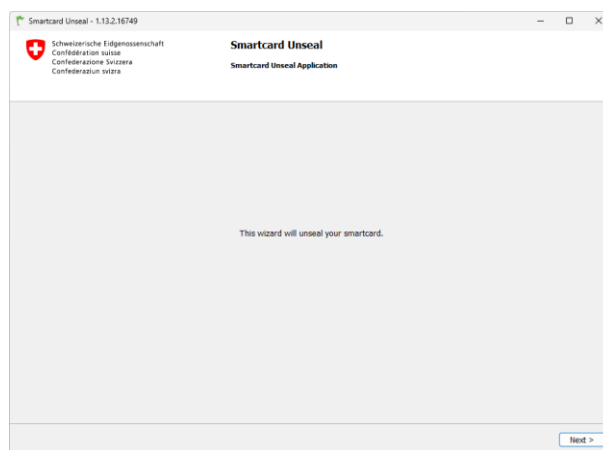 Smartcard Unseal - 1.13.2.16749
Schweizerische Eidgenossenschaft
Confédération suisse
Confederazione Svizzera
Confederaziun svizra
Smartcard Unseal
Smartcard Unseal Application
This wizard will unseal your smartcard.
Next >